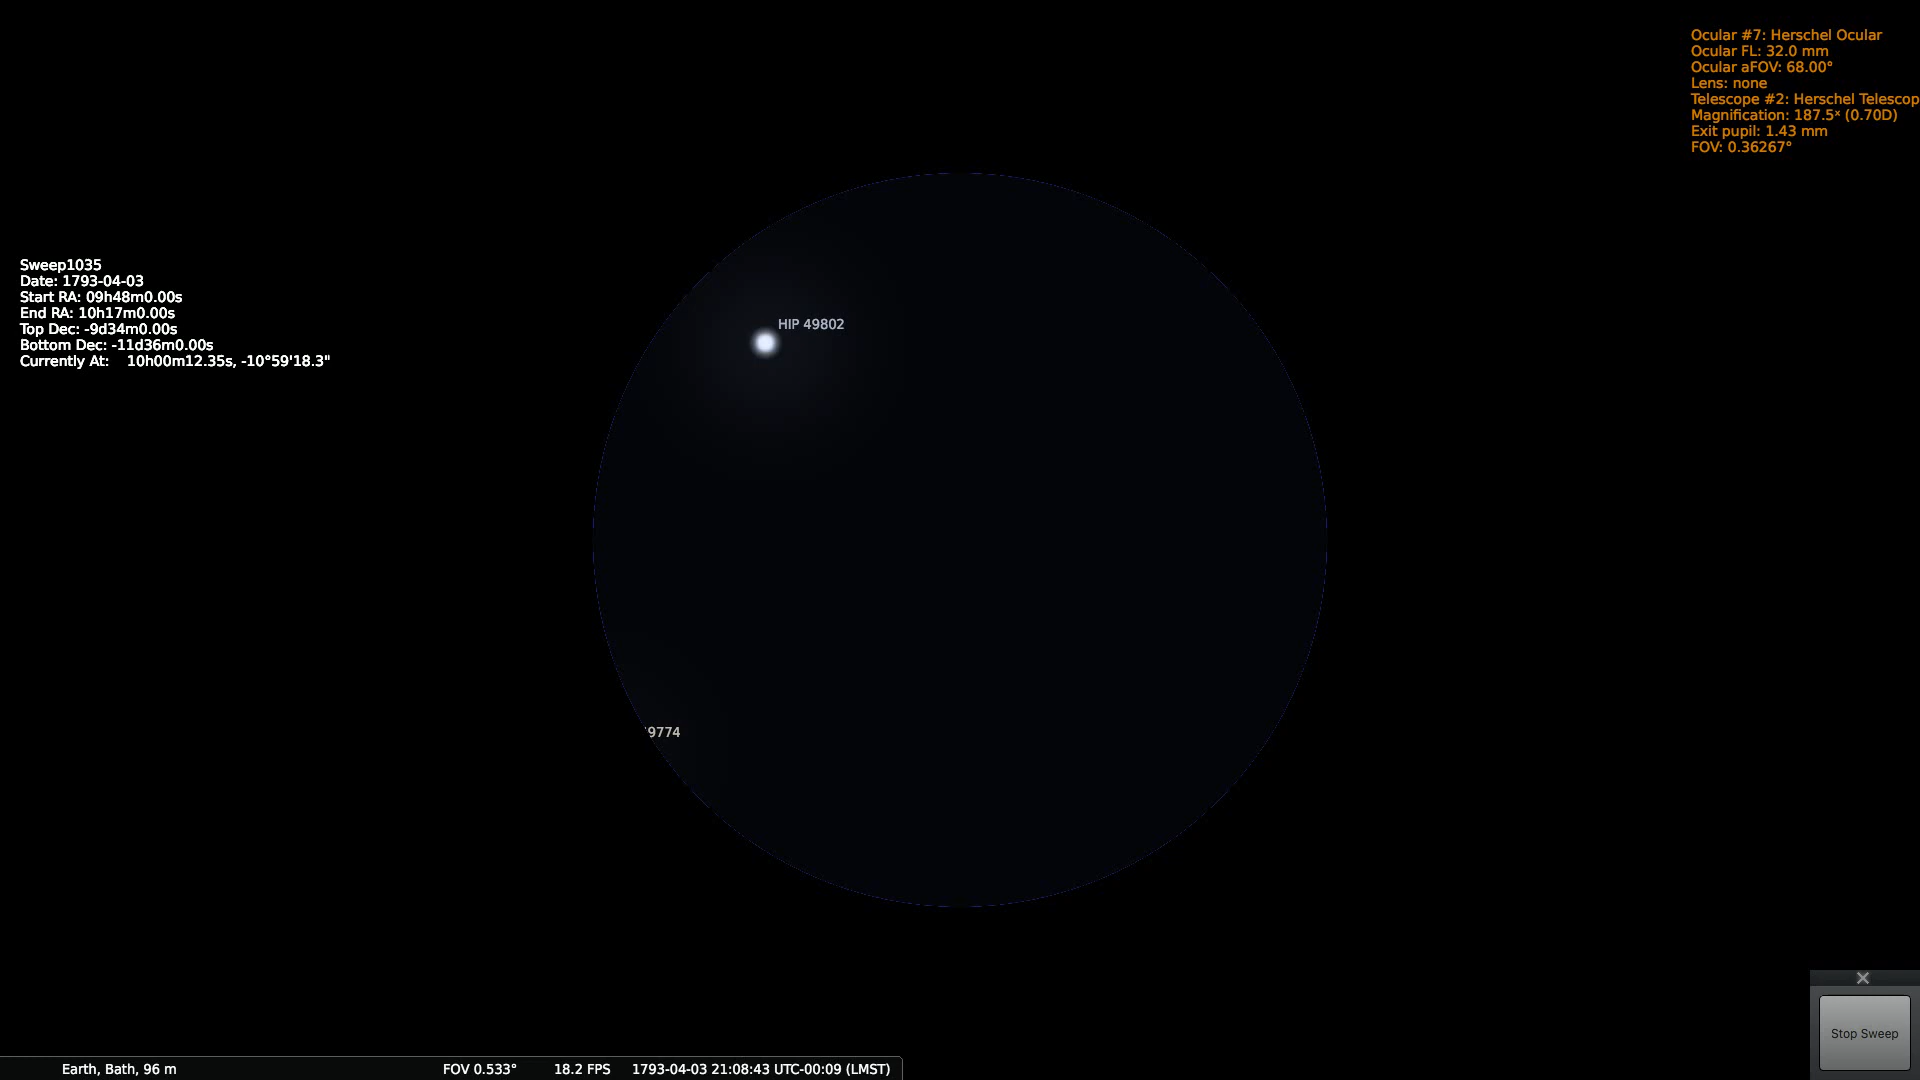 Ocular #7: Herschel Ocular
Ocular FL: 32.0 mm
Ocular aFOV: 68.00°
Lens: none
Telescope #2: Herschel Telescop
Magnification: 187.5ˣ (0.70D)
Exit pupil: 1.43 mm
FOV: 0.36267°
Sweep1035
Date: 1793-04-03
Start RA: 09h48m0.00s
End RA: 10h17m0.00s
Top Dec: -9d34m0.00s
Bottom Dec: -11d36m0.00s
Currently At: 10h00m12.35s, -10°59'18.3"
HIP 49802
9774
Stop Sweep
Earth, Bath, 96 m FOV 0.533° 18.2 FPS 1793-04-03 21:08:43 UTC-00:09 (LMST)